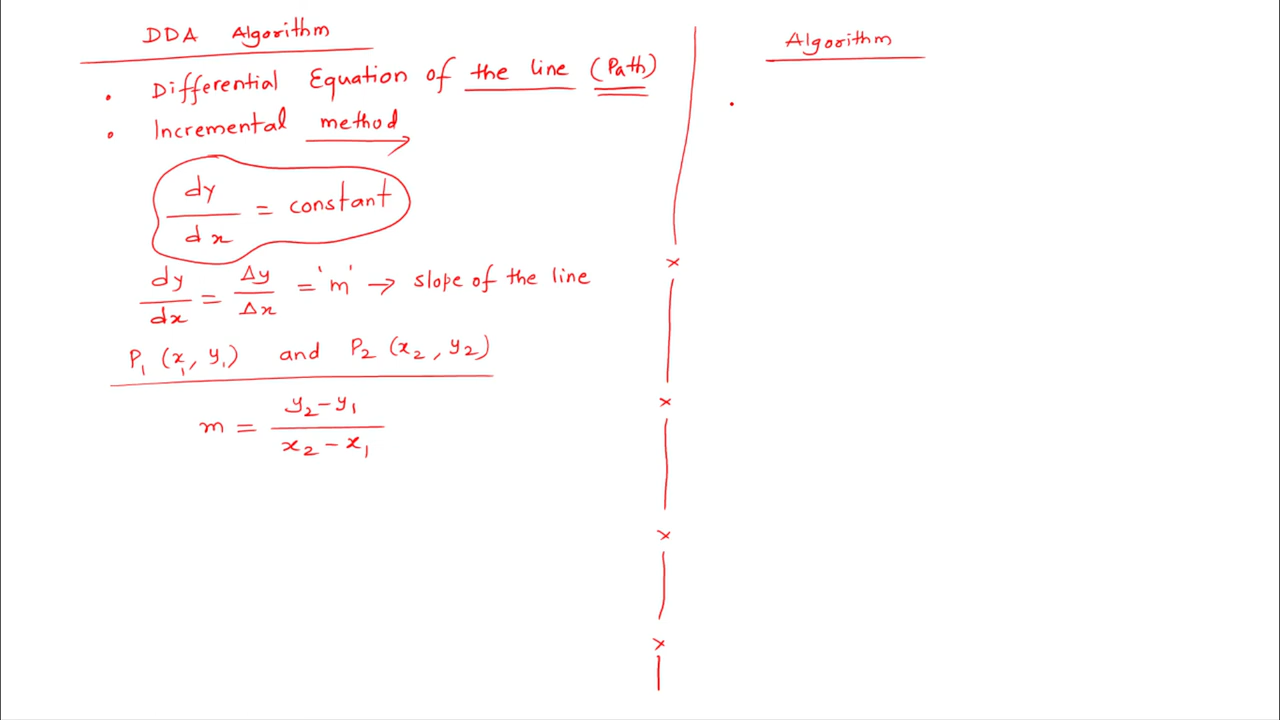 DDA Algorithm
• Differential Equation of the line (Path)
• Incremental method
dy/dx = constant
dy/dx = Δy/Δx = 'm' → slope of the line
P₁ (x₁, y₁) and P₂ (x₂, y₂)
m = y₂-y₁/x₂-x₁
Algorithm
•